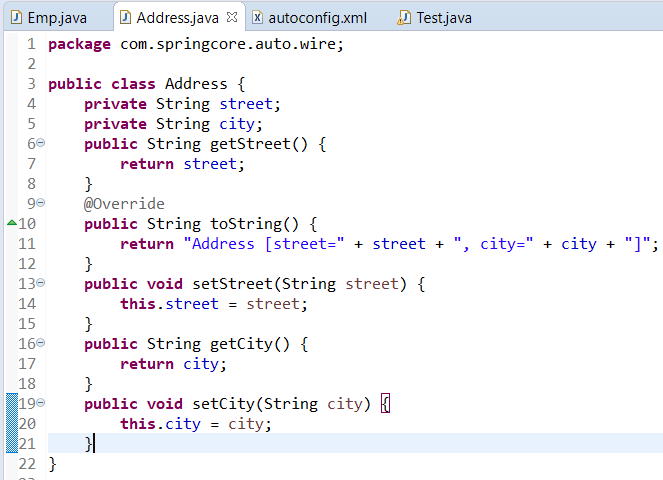 Emp.java Address.java autoconfig.xml Test.java
1 package com.springcore.auto.wire;
2
3 public class Address {
4     private String street;
5     private String city;
6     public String getStreet() {
7         return street;
8     }
9     @Override
10     public String toString() {
11         return "Address [street=" + street + ", city=" + city + "]";
12     }
13     public void setStreet(String street) {
14         this.street = street;
15     }
16     public String getCity() {
17         return city;
18     }
19     public void setCity(String city) {
20         this.city = city;
21     }
22 }